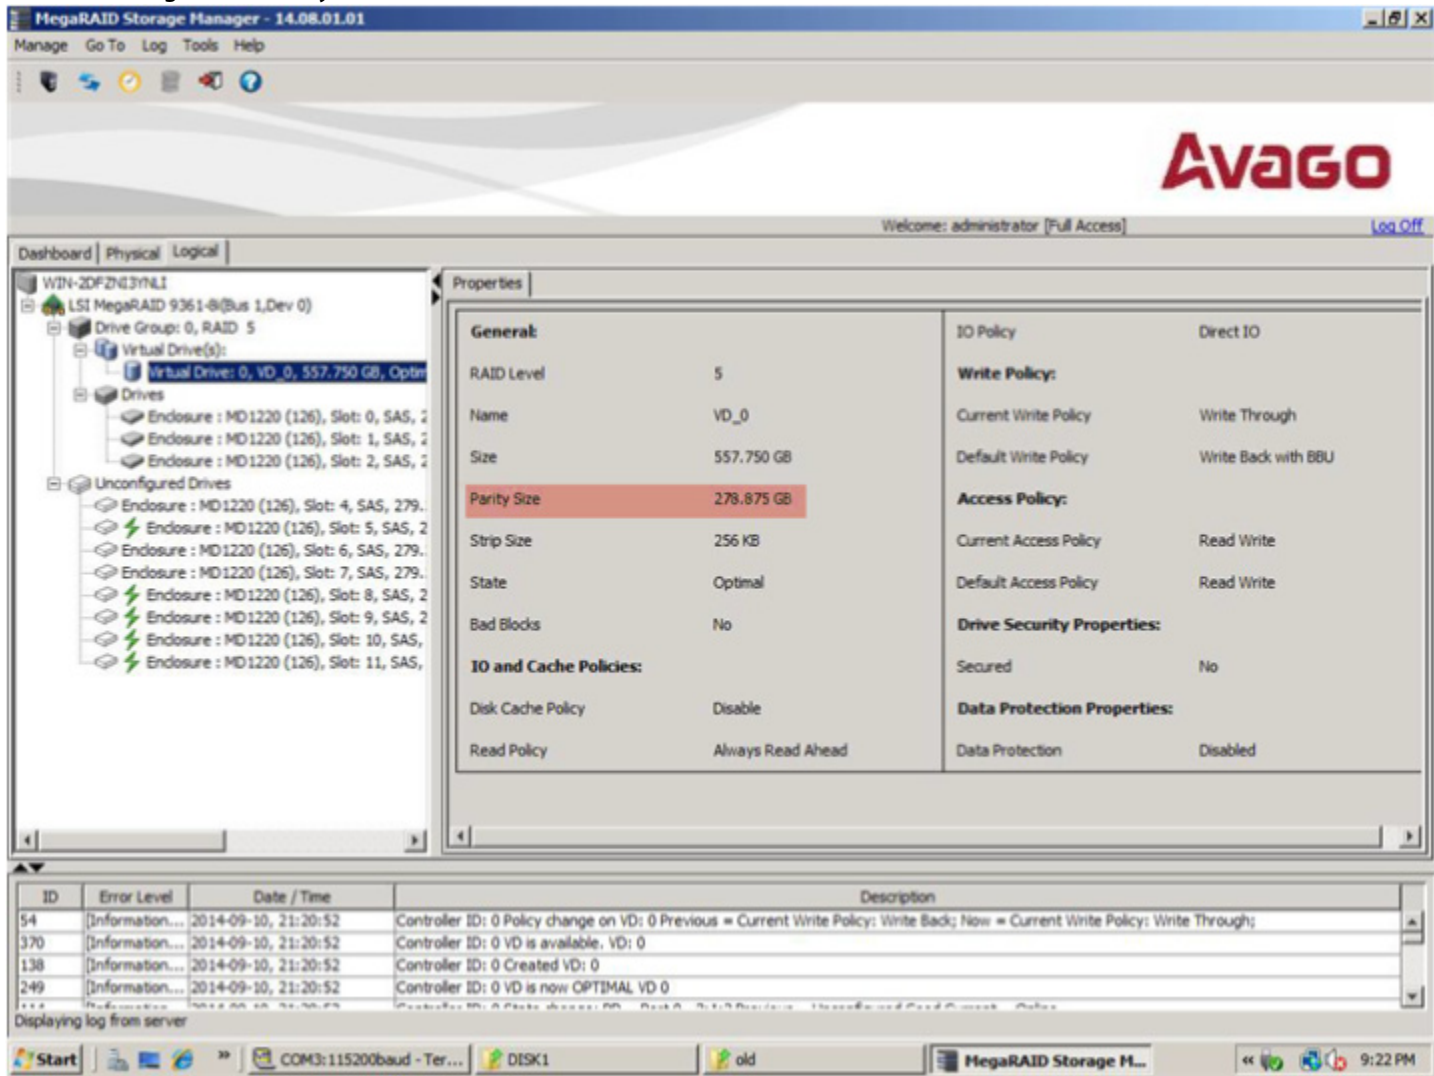 MegaRAID Storage Manager - 14.08.01.01
Manage Go To Log Tools Help
Avago
Welcome: administrator [Full Access] Log Off
Dashboard Physical Logical
WIN-2DFZNI3YNLI
LSI MegaRAID 9361-8i(Bus 1,Dev 0)
Drive Group: 0, RAID 5
Virtual Drive(s):
Virtual Drive: 0, VD_0, 557.750 GB, Optim
Drives
Enclosure : MD1220 (126), Slot: 0, SAS, 2
Enclosure : MD1220 (126), Slot: 1, SAS, 2
Enclosure : MD1220 (126), Slot: 2, SAS, 2
Unconfigured Drives
Enclosure : MD1220 (126), Slot: 4, SAS, 279.
Enclosure : MD1220 (126), Slot: 5, SAS, 2
Enclosure : MD1220 (126), Slot: 6, SAS, 279.
Enclosure : MD1220 (126), Slot: 7, SAS, 279.
Enclosure : MD1220 (126), Slot: 8, SAS, 2
Enclosure : MD1220 (126), Slot: 9, SAS, 2
Enclosure : MD1220 (126), Slot: 10, SAS,
Enclosure : MD1220 (126), Slot: 11, SAS,
Properties
General:
RAID Level 5
Name VD_0
Size 557.750 GB
Parity Size 278.875 GB
Strip Size 256 KB
State Optimal
Bad Blocks No
IO and Cache Policies:
Disk Cache Policy Disable
Read Policy Always Read Ahead
IO Policy Direct IO
Write Policy:
Current Write Policy Write Through
Default Write Policy Write Back with BBU
Access Policy:
Current Access Policy Read Write
Default Access Policy Read Write
Drive Security Properties:
Secured No
Data Protection Properties:
Data Protection Disabled
ID Error Level Date / Time Description
54 [Information... 2014-09-10, 21:20:52 Controller ID: 0 Policy change on VD: 0 Previous = Current Write Policy: Write Back; Now = Current Write Policy: Write Through;
370 [Information... 2014-09-10, 21:20:52 Controller ID: 0 VD is available. VD: 0
138 [Information... 2014-09-10, 21:20:52 Controller ID: 0 Created VD: 0
249 [Information... 2014-09-10, 21:20:52 Controller ID: 0 VD is now OPTIMAL VD 0
Displaying log from server
Start » COM3:115200baud - Ter... DISK1 old MegaRAID Storage M... « 9:22 PM